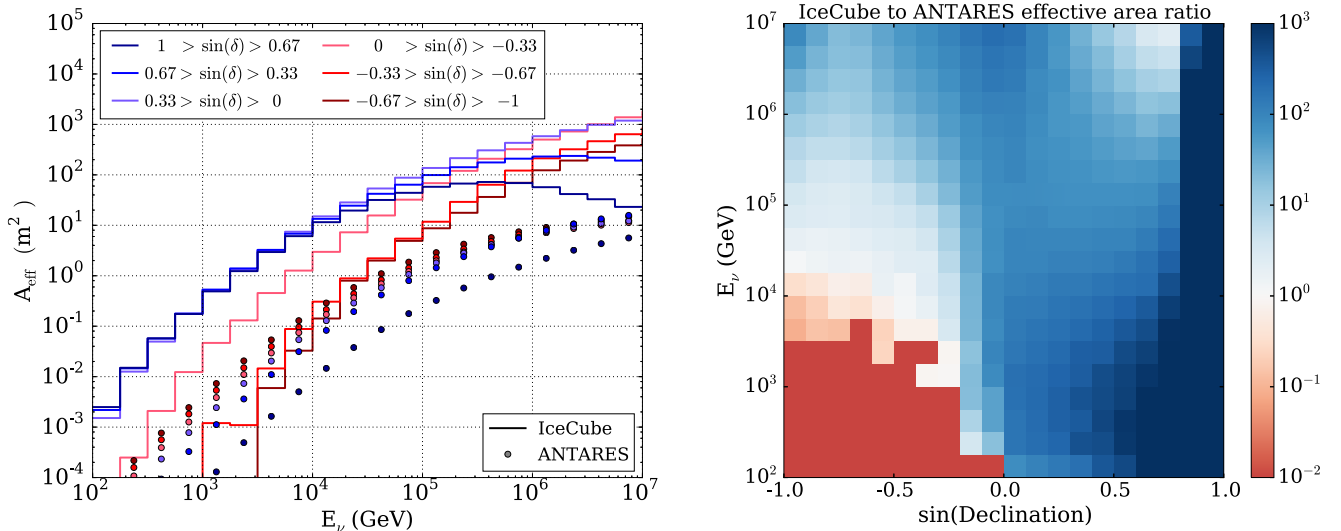 10^5
10^4
10^3
10^2
10^1
10^0
10^-1
10^-2
10^-3
10^-4
A_eff (m^2)
1 > sin(δ) > 0.67
0.67 > sin(δ) > 0.33
0.33 > sin(δ) > 0
0 > sin(δ) > −0.33
−0.33 > sin(δ) > −0.67
−0.67 > sin(δ) > −1
IceCube
ANTARES
10^2 10^3 10^4 10^5 10^6 10^7
E_ν (GeV)
IceCube to ANTARES effective area ratio
10^7
10^6
10^5
10^4
10^3
10^2
E_ν (GeV)
-1.0 -0.5 0.0 0.5 1.0
sin(Declination)
10^3
10^2
10^1
10^0
10^-1
10^-2